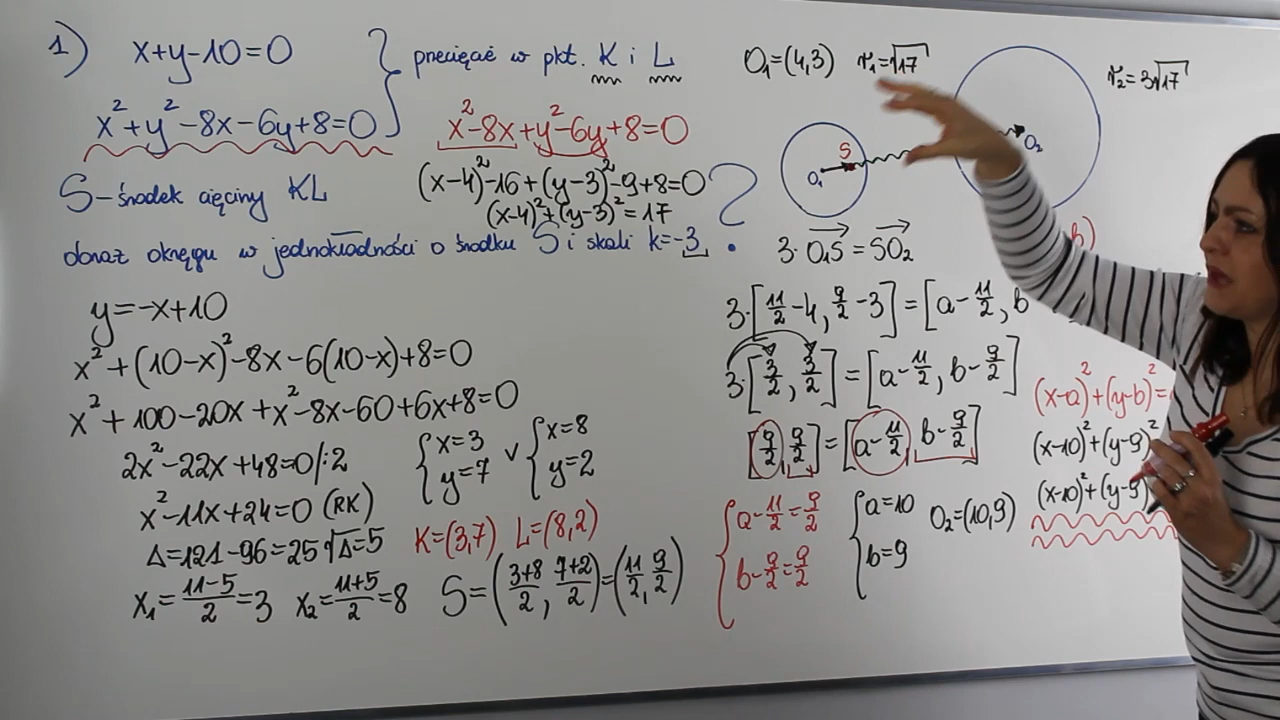 1) x+y-10=0
x²+y²-8x-6y+8=0
przecięcie w pkt. K i L
S-środek cięciwy KL
obraz okręgu w jednokładności o środku S i skali k=-3 ?
x²-8x+y²-6y+8=0
(x-4)²-16+(y-3)²-9+8=0
(x-4)²+(y-3)²=17
y=-x+10
x²+(10-x)²-8x-6(10-x)+8=0
x²+100-20x+x²-8x-60+6x+8=0
2x²-22x+48=0/:2
x²-11x+24=0 (RK)
Δ=121-96=25 √Δ=5
x₁=(11-5)/2=3 x₂=(11+5)/2=8
{x=3 y=7 v {x=8 y=2
K=(3,7) L=(8,2)
S=((3+8)/2, (7+2)/2)=(11/2, 9/2)
O₁=(4,3) r₁=√17
r₂=3√17
O₁ S O₂
3·O₁S→=SO₂→
b)
3·[11/2-4, 9/2-3]=[a-11/2, b
3·[3/2, 3/2]=[a-11/2, b-9/2]
[9/2, 9/2]=[a-11/2, b-9/2]
{a-11/2=9/2 b-9/2=9/2
{a=10 b=9
O₂=(10,9)
(x-a)²+(y-b)²=
(x-10)²+(y-9)²
(x-10)²+(y-9)